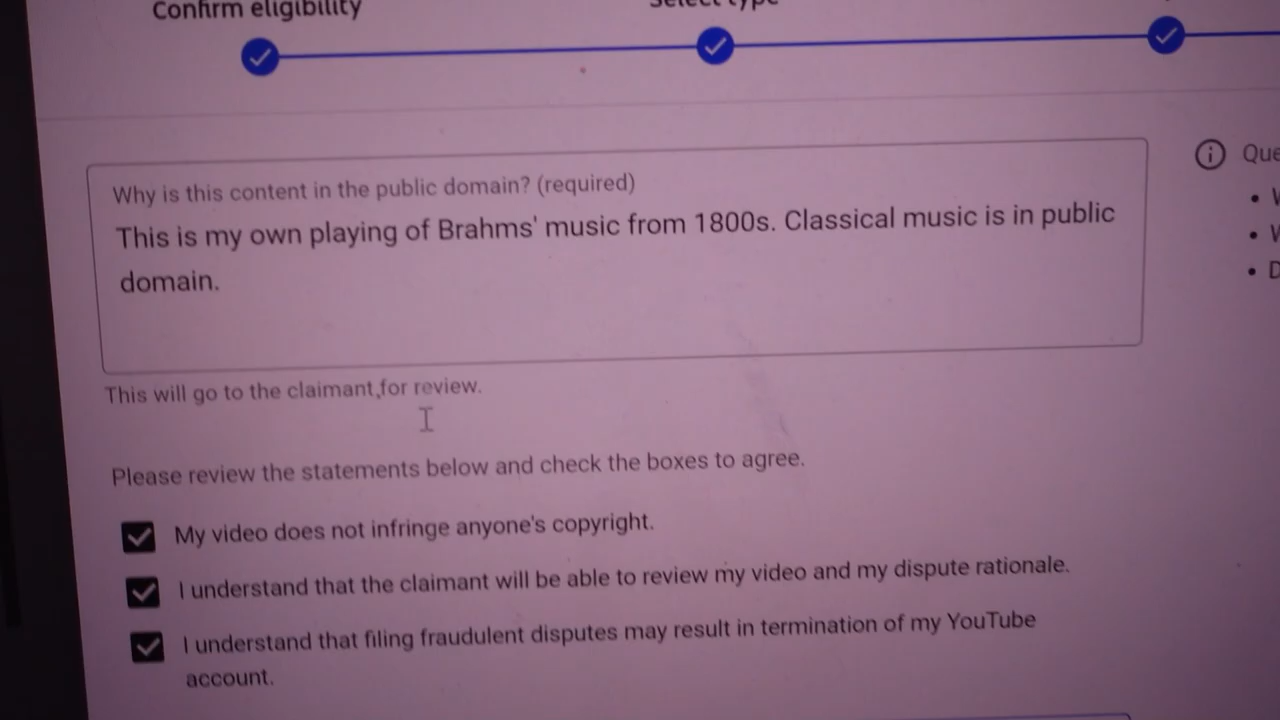 Confirm eligibility
Select type
Why is this content in the public domain? (required)
This is my own playing of Brahms' music from 1800s. Classical music is in public
domain.
This will go to the claimant for review.
Please review the statements below and check the boxes to agree.
My video does not infringe anyone's copyright.
I understand that the claimant will be able to review my video and my dispute rationale.
I understand that filing fraudulent disputes may result in termination of my YouTube
account.